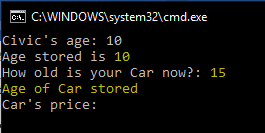 C:\WINDOWS\system32\cmd.exe
Civic's age: 10
Age stored is 10
How old is your Car now?: 15
Age of Car stored
Car's price: